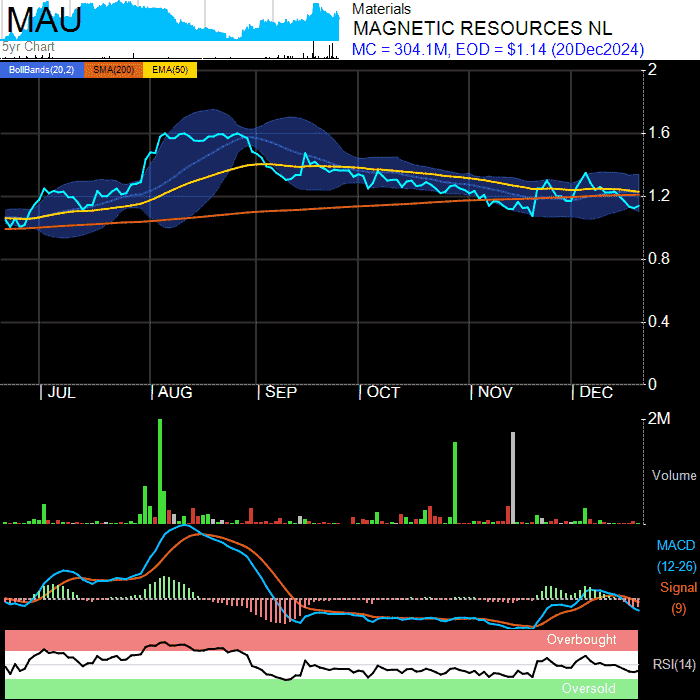 MAU
5yr Chart
Materials
MAGNETIC RESOURCES NL
MC = 304.1M, EOD = $1.14 (20Dec2024)
BollBands(20,2) SMA(200) EMA(50)
2
1.6
1.2
0.8
0.4
0
JUL AUG SEP OCT NOV DEC
2M
Volume
MACD
(12-26)
Signal
(9)
Overbought
RSI(14)
Oversold